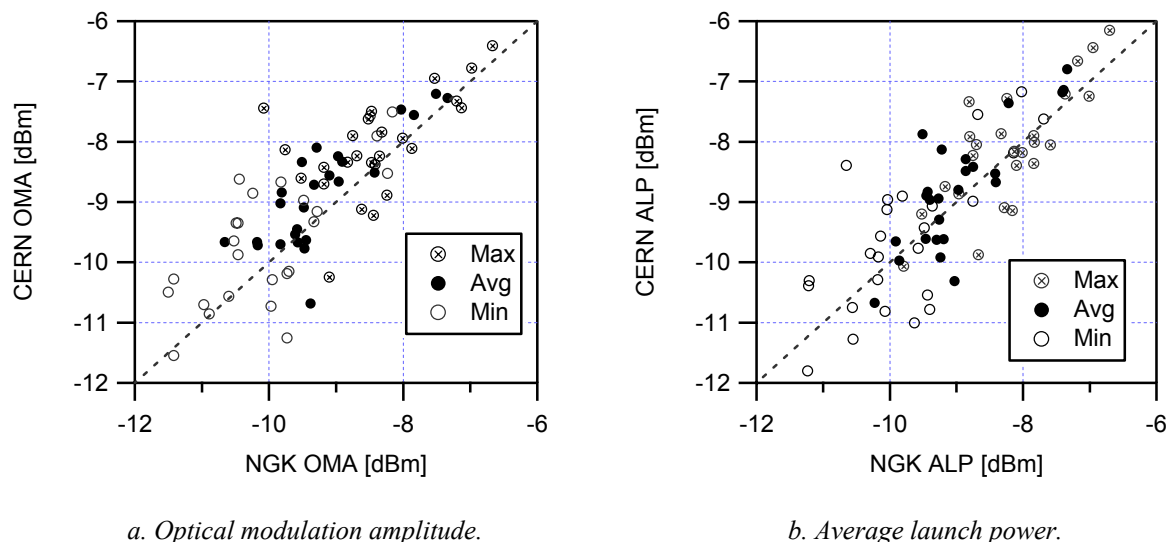 -6
-7
-8
-9
-10
-11
-12
CERN OMA [dBm]
-12
-10
-8
-6
NGK OMA [dBm]
Max
Avg
Min
a. Optical modulation amplitude.
-6
-7
-8
-9
-10
-11
-12
CERN ALP [dBm]
-12
-10
-8
-6
NGK ALP [dBm]
Max
Avg
Min
b. Average launch power.